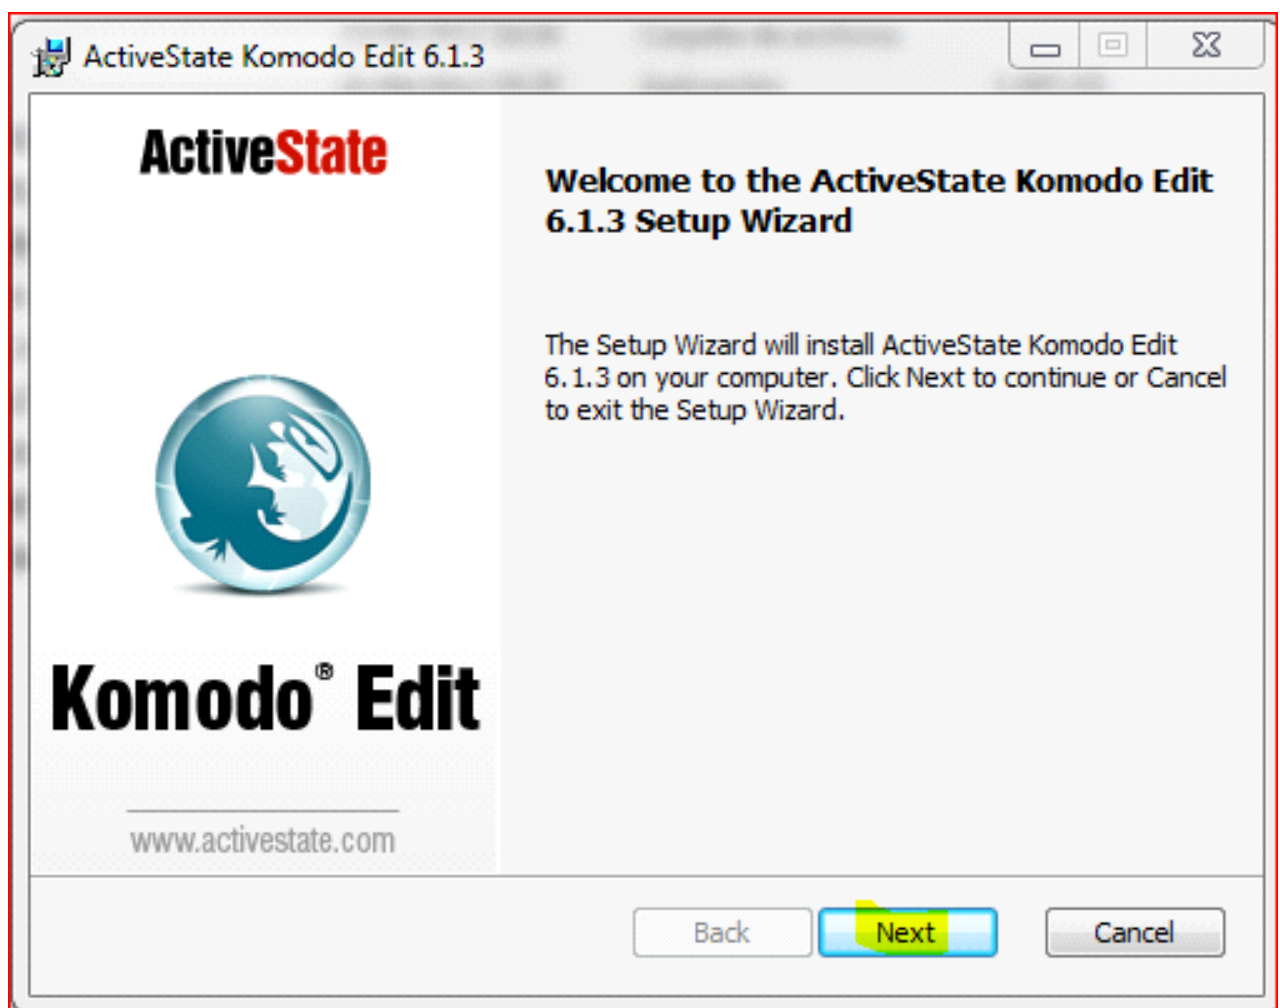 ActiveState Komodo Edit 6.1.3
ActiveState
Welcome to the ActiveState Komodo Edit
6.1.3 Setup Wizard
The Setup Wizard will install ActiveState Komodo Edit
6.1.3 on your computer. Click Next to continue or Cancel
to exit the Setup Wizard.
Komodo® Edit
www.activestate.com
Back Next Cancel